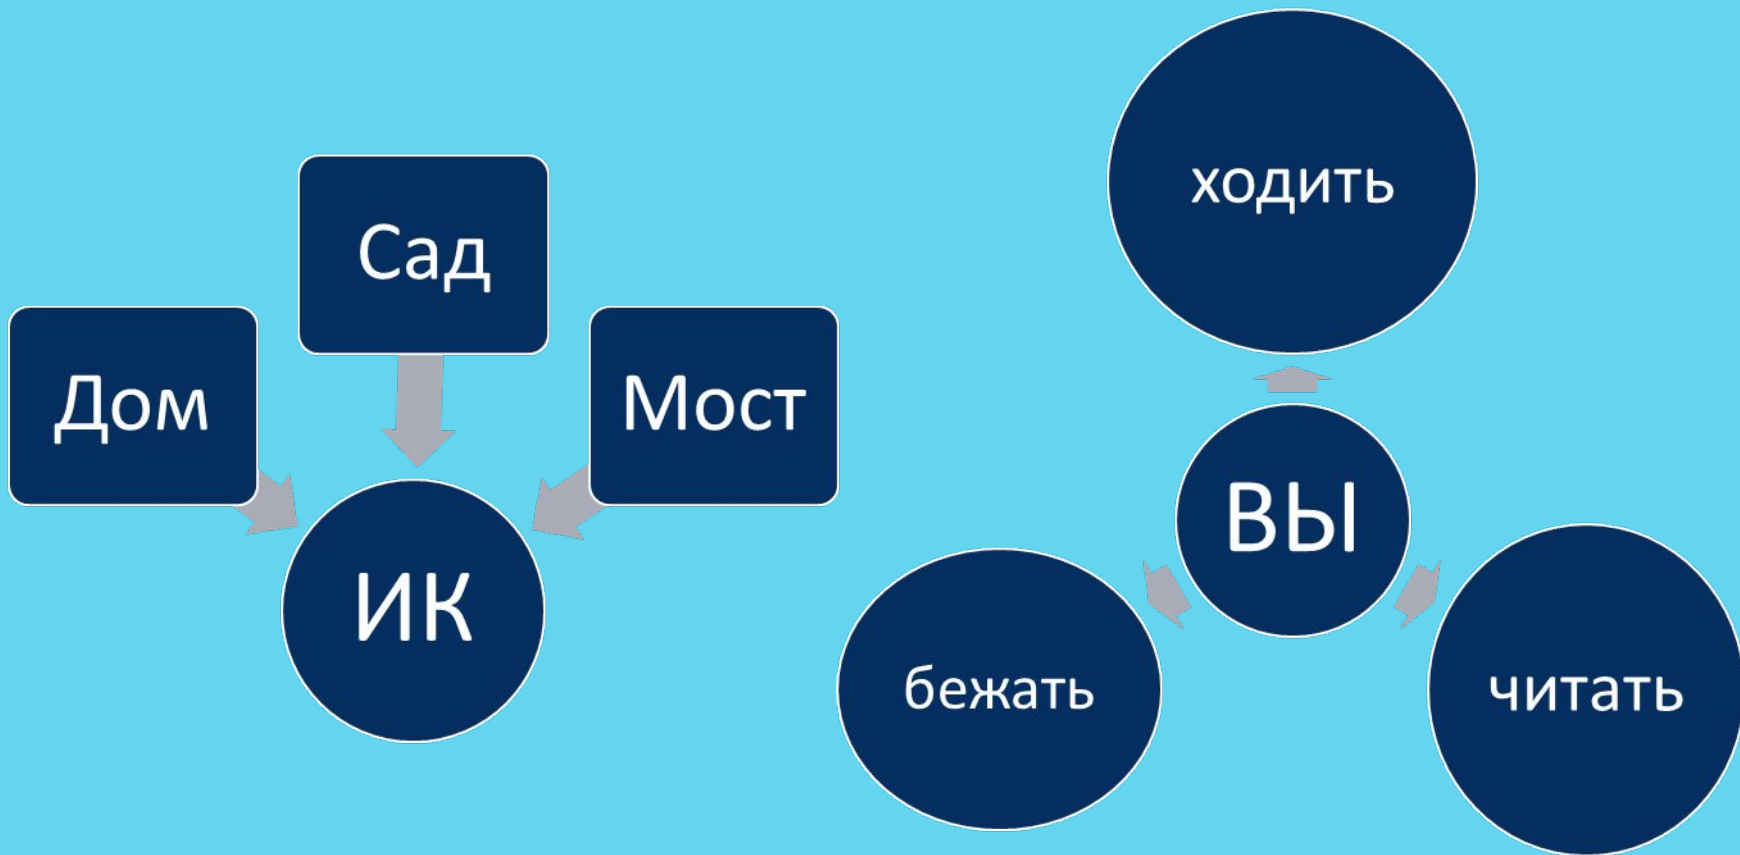 Сад
Дом
Мост
ИК
ходить
ВЫ
бежать
читать